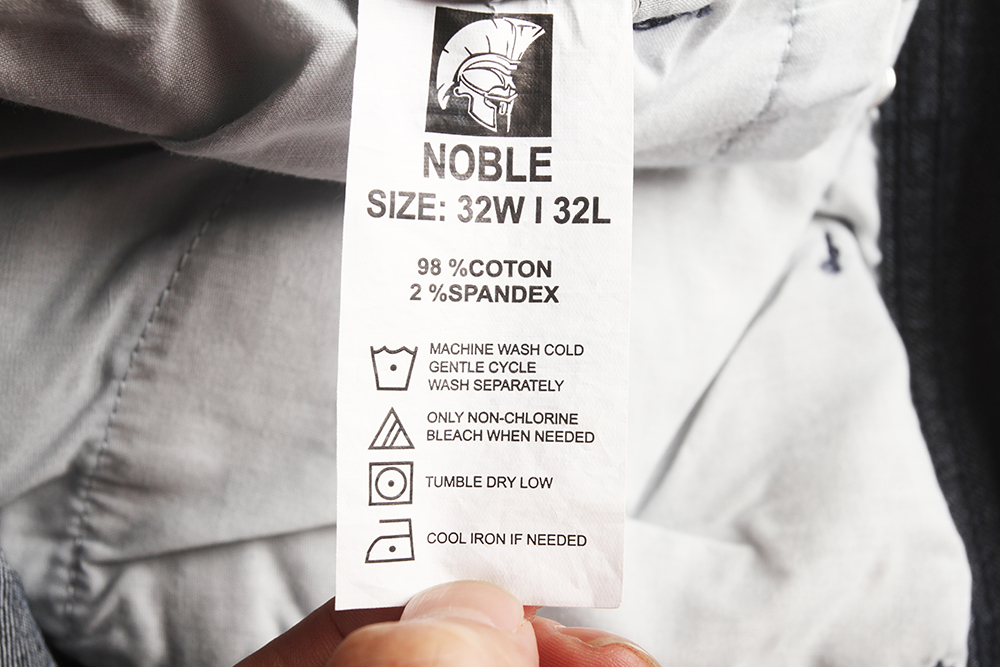 NOBLE
SIZE: 32W I 32L
98 %COTON
2 %SPANDEX
MACHINE WASH COLD
GENTLE CYCLE
WASH SEPARATELY
ONLY NON-CHLORINE
BLEACH WHEN NEEDED
TUMBLE DRY LOW
COOL IRON IF NEEDED